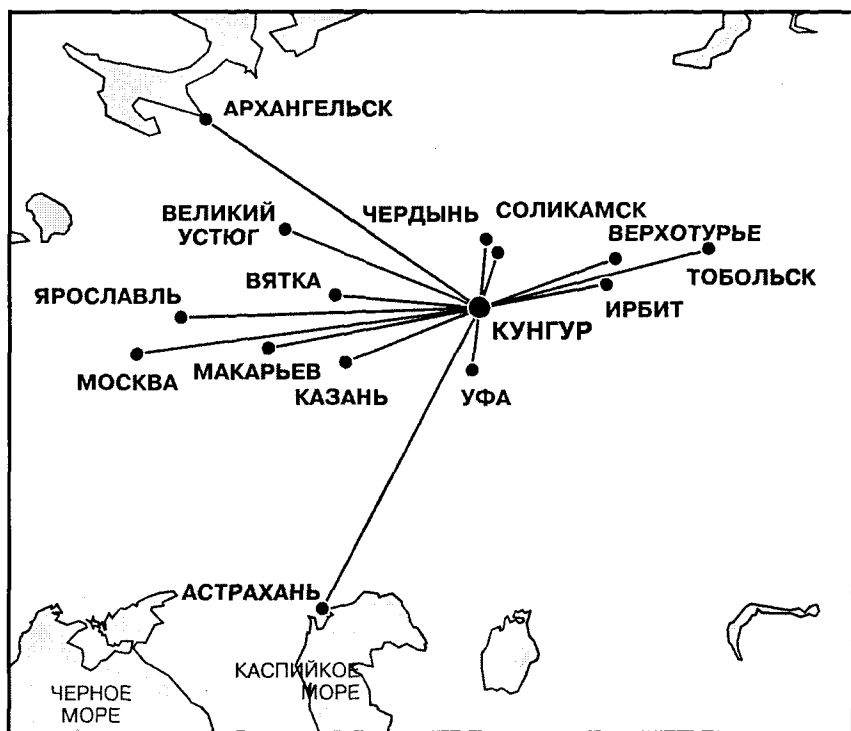 АРХАНГЕЛЬСК
ВЕЛИКИЙ
УСТЮГ
ЧЕРДЫНЬ
СОЛИКАМСК
ВЕРХОТУРЬЕ
ТОБОЛЬСК
ВЯТКА
ЯРОСЛАВЛЬ
ИРБИТ
КУНГУР
МОСКВА
МАКАРЬЕВ
КАЗАНЬ
УФА
АСТРАХАНЬ
КАСПИЙКОЕ
МОРЕ
ЧЕРНОЕ
МОРЕ